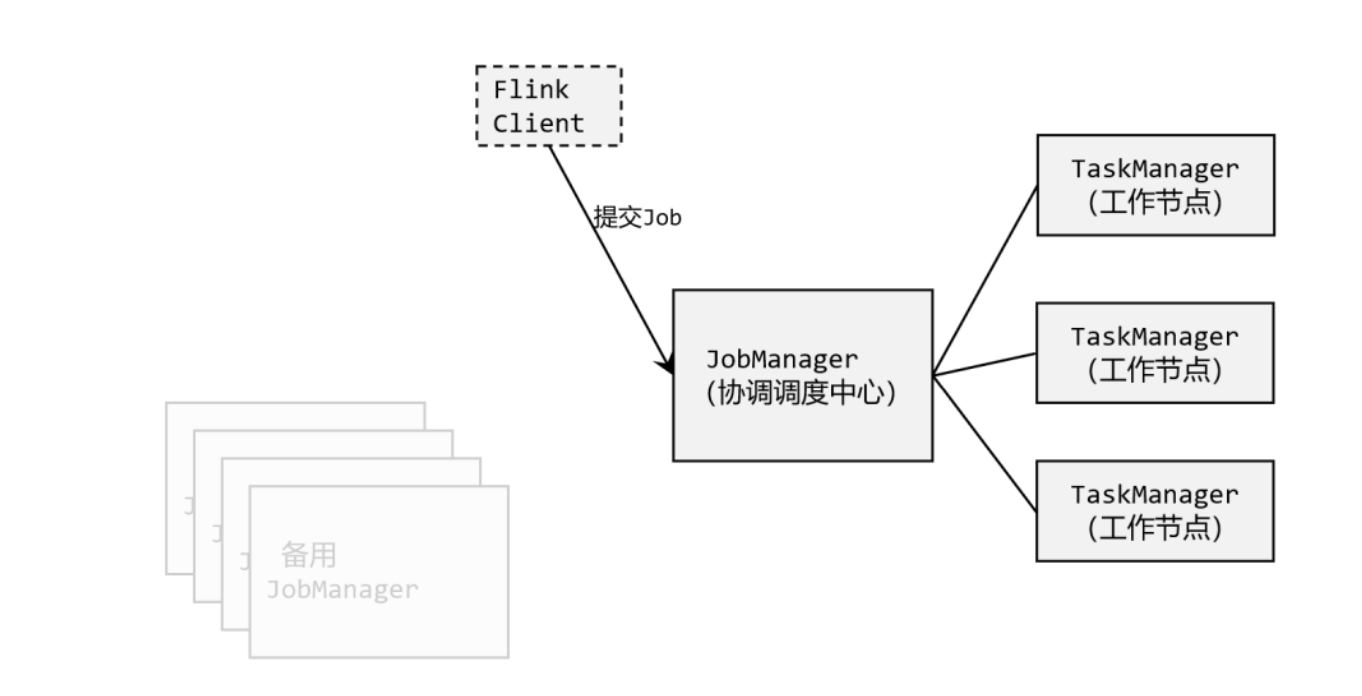 Flink
Client
提交Job
TaskManager
(工作节点)
JobManager
(协调调度中心)
TaskManager
(工作节点)
TaskManager
(工作节点)
J
J
J
备用
JobManager